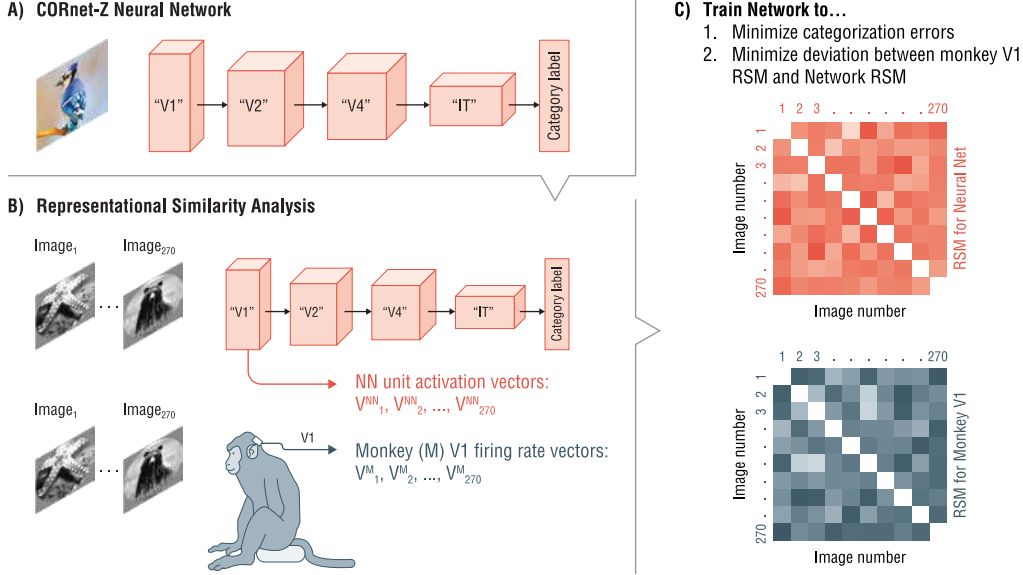 A) CORnet-Z Neural Network
"V1"
"V2"
"V4"
"IT"
Category label
B) Representational Similarity Analysis
Image₁
Image₂₇₀
. . .
"V1"
"V2"
"V4"
"IT"
Category label
NN unit activation vectors:
Vᴺᴺ₁, Vᴺᴺ₂, ..., Vᴺᴺ₂₇₀
Image₁
Image₂₇₀
. . .
V1
Monkey (M) V1 firing rate vectors:
Vᴹ₁, Vᴹ₂, ..., Vᴹ₂₇₀
C) Train Network to…
1. Minimize categorization errors
2. Minimize deviation between monkey V1
RSM and Network RSM
1 2 3 . . . . . . 270
1
2
3
.
.
.
.
.
.
270
Image number
RSM for Neural Net
Image number
1 2 3 . . . . . . 270
1
2
3
.
.
.
.
.
.
270
Image number
RSM for Monkey V1
Image number